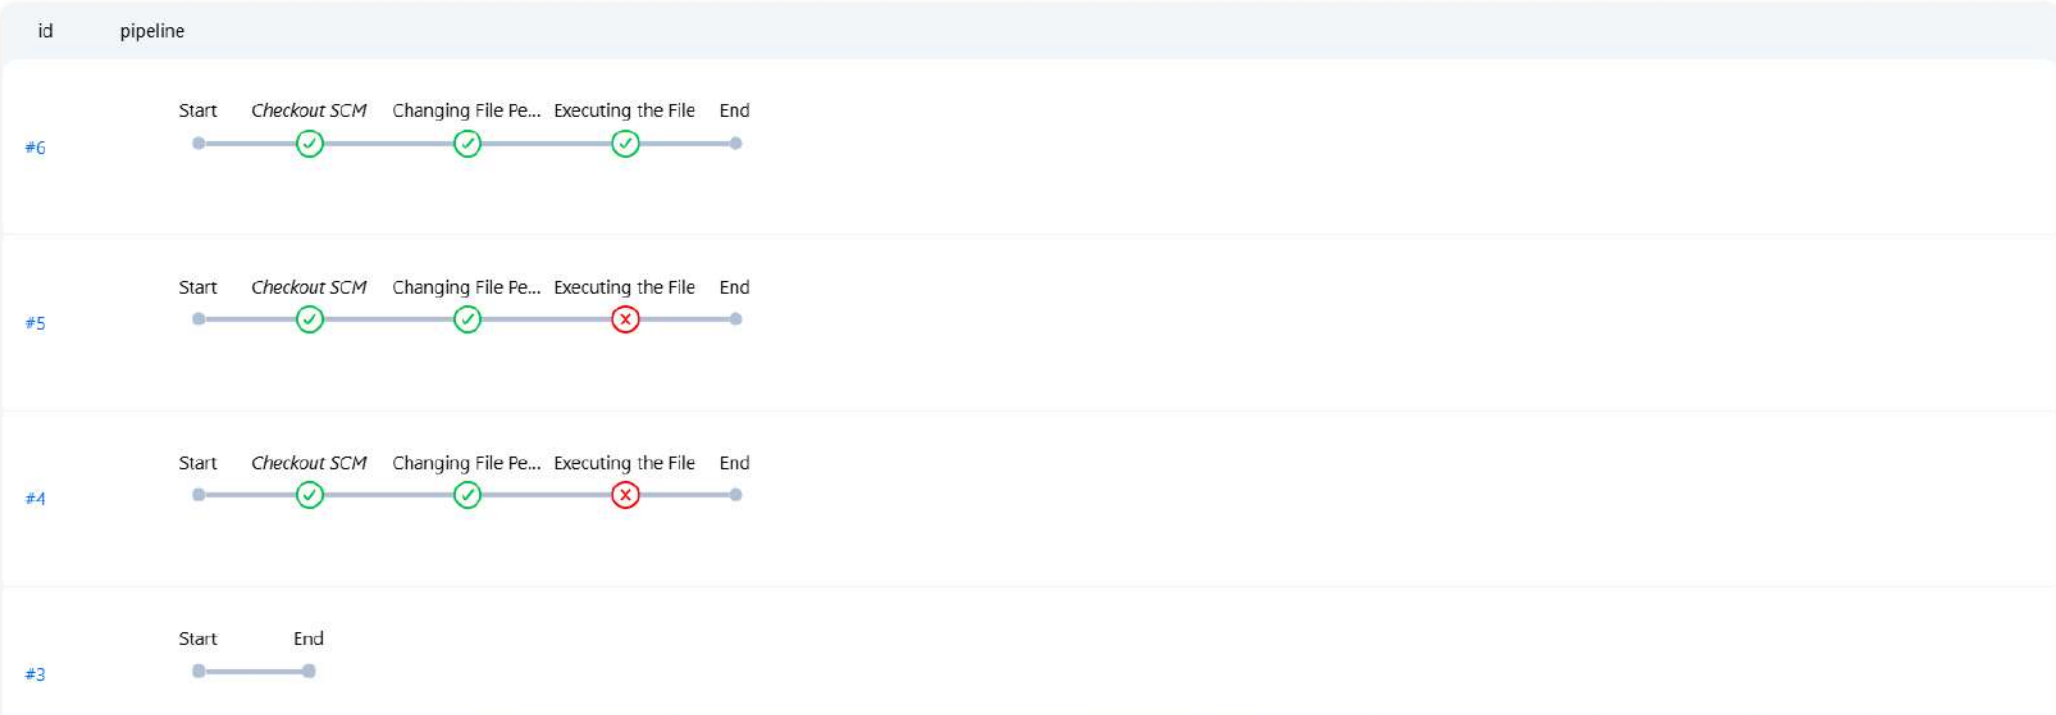 id pipeline
Start Checkout SCM Changing File Pe... Executing the File End
#6
Start Checkout SCM Changing File Pe... Executing the File End
#5
Start Checkout SCM Changing File Pe... Executing the File End
#4
Start End
#3